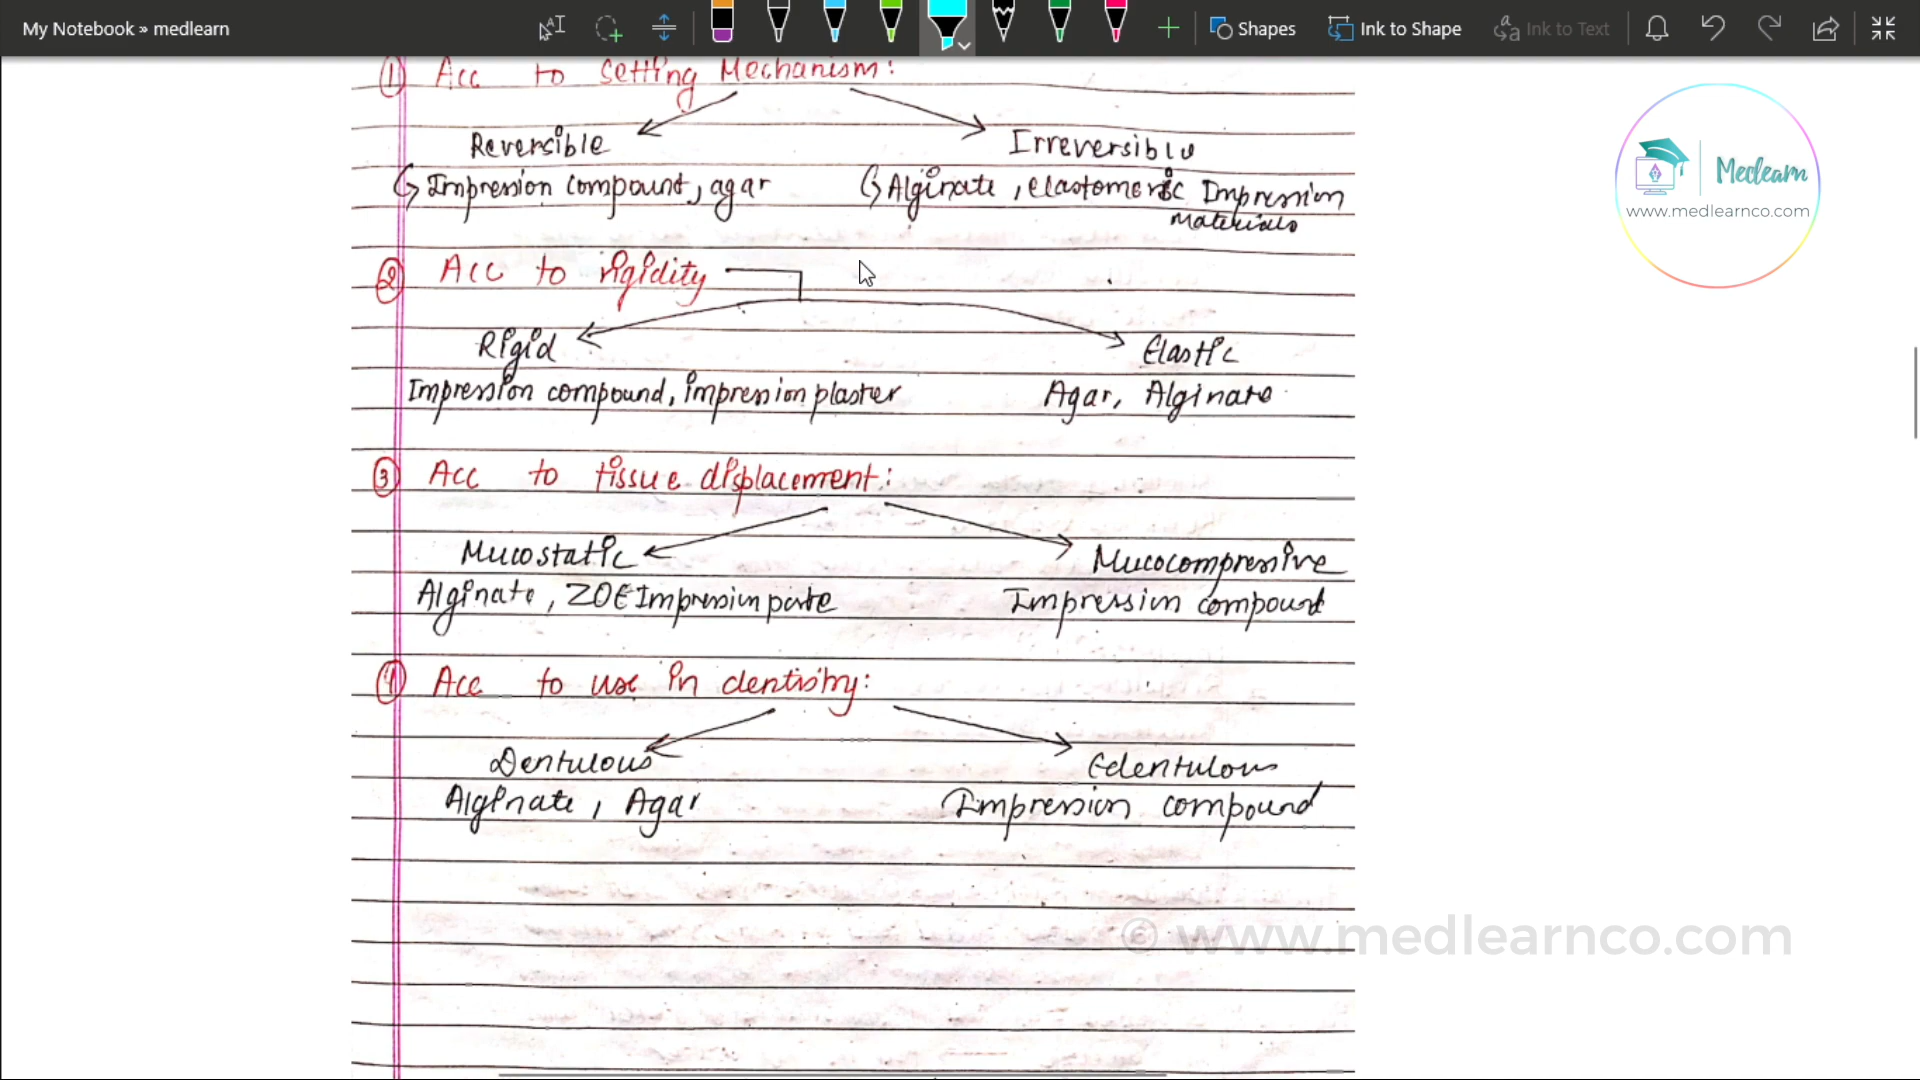 My Notebook » medlearn
Shapes
Ink to Shape
Ink to Text
① Acc to Setting Mechanism:
Reversible Irreversible
↳ Impression compound, agar ↳ Alginate, elastomeric Impression
materials
② Acc to rigidity
Rigid Elastic
Impression compound, impression plaster Agar, Alginate
③ Acc to tissue displacement:
Mucostatic Mucocompressive
Alginate, ZOE Impression paste Impression compound
④ Acc to use in dentistry:
Dentulous Edentulous
Alginate, Agar Impression compound
Medlearn
www.medlearnco.com
© www.medlearnco.com